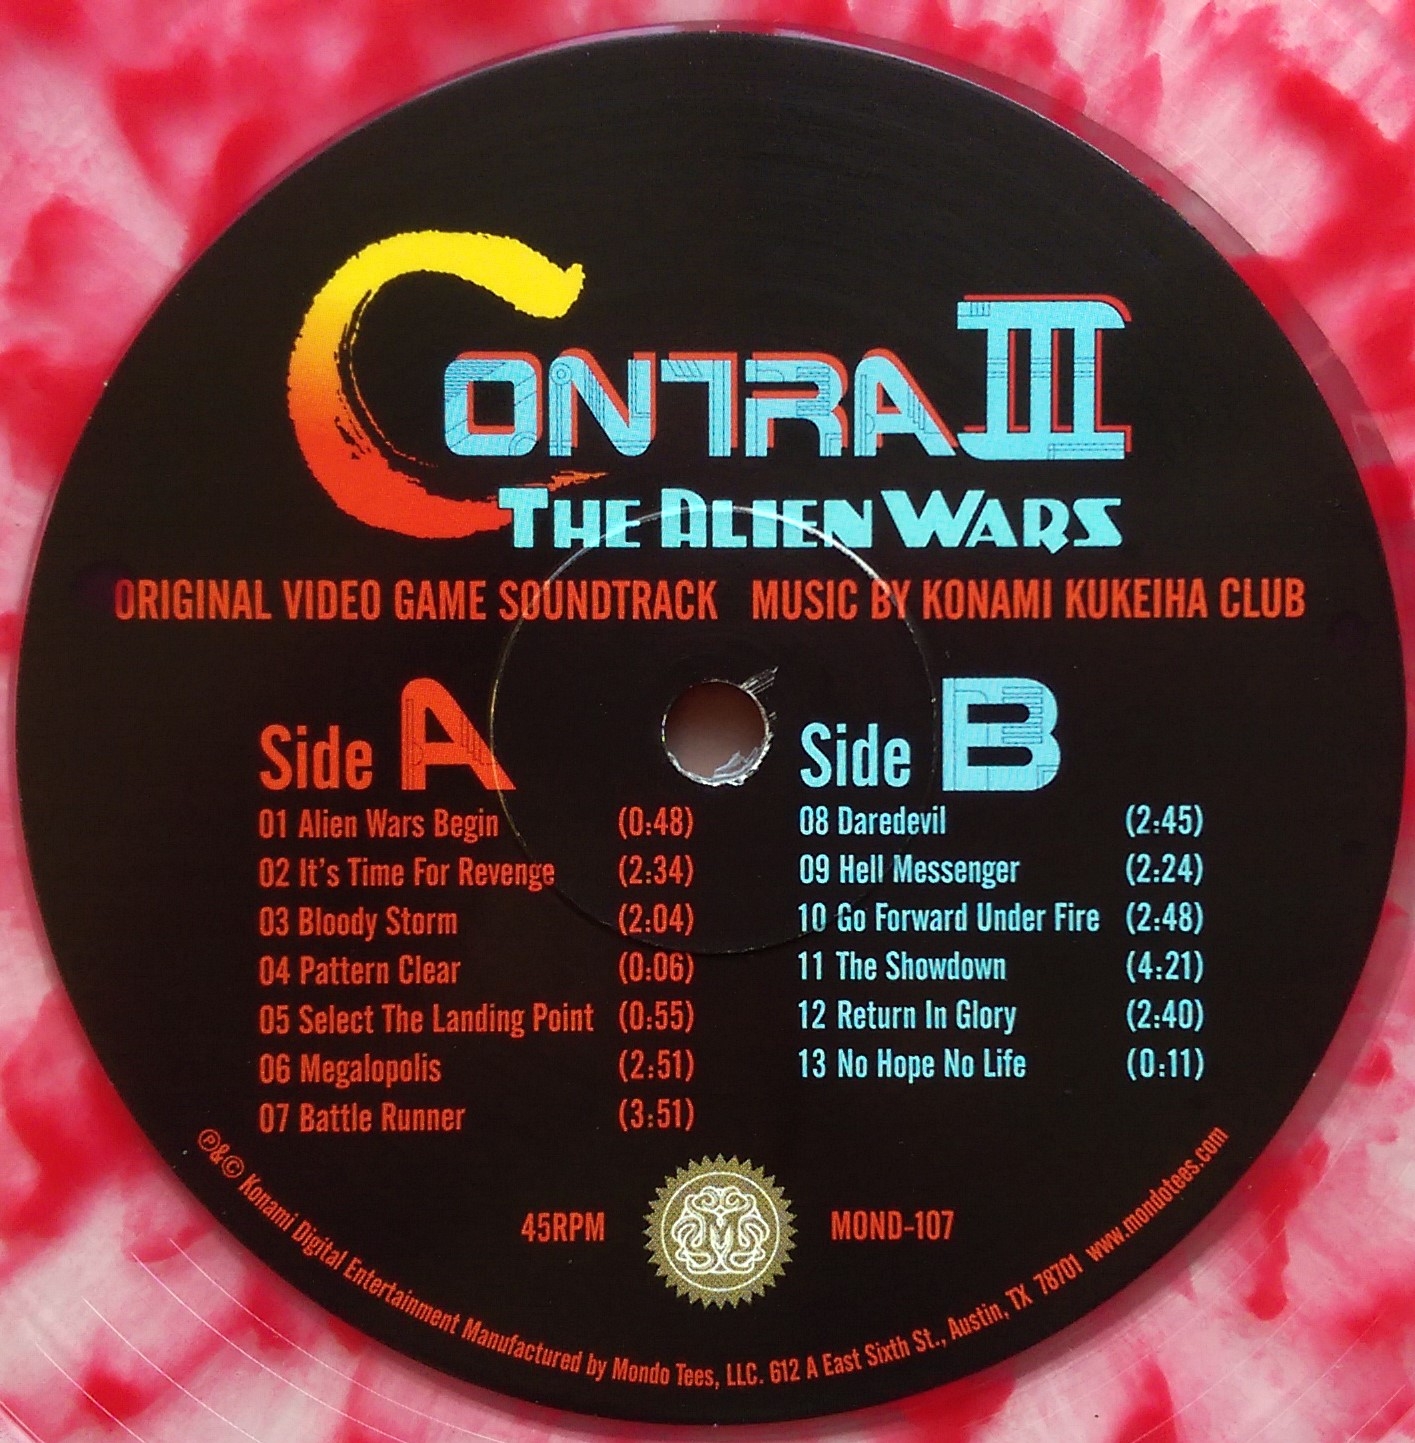 CONTRA III
THE ALIEN WARS
ORIGINAL VIDEO GAME SOUNDTRACK MUSIC BY KONAMI KUKEIHA CLUB
Side A
01 Alien Wars Begin (0:48)
02 It's Time For Revenge (2:34)
03 Bloody Storm (2:04)
04 Pattern Clear (0:06)
05 Select The Landing Point (0:55)
06 Megalopolis (2:51)
07 Battle Runner (3:51)
Side B
08 Daredevil (2:45)
09 Hell Messenger (2:24)
10 Go Forward Under Fire (2:48)
11 The Showdown (4:21)
12 Return In Glory (2:40)
13 No Hope No Life (0:11)
45RPM M MOND-107
℗&© Konami Digital Entertainment Manufactured by Mondo Tees, LLC. 612 A East Sixth St., Austin, TX 78701 www.mondotees.com